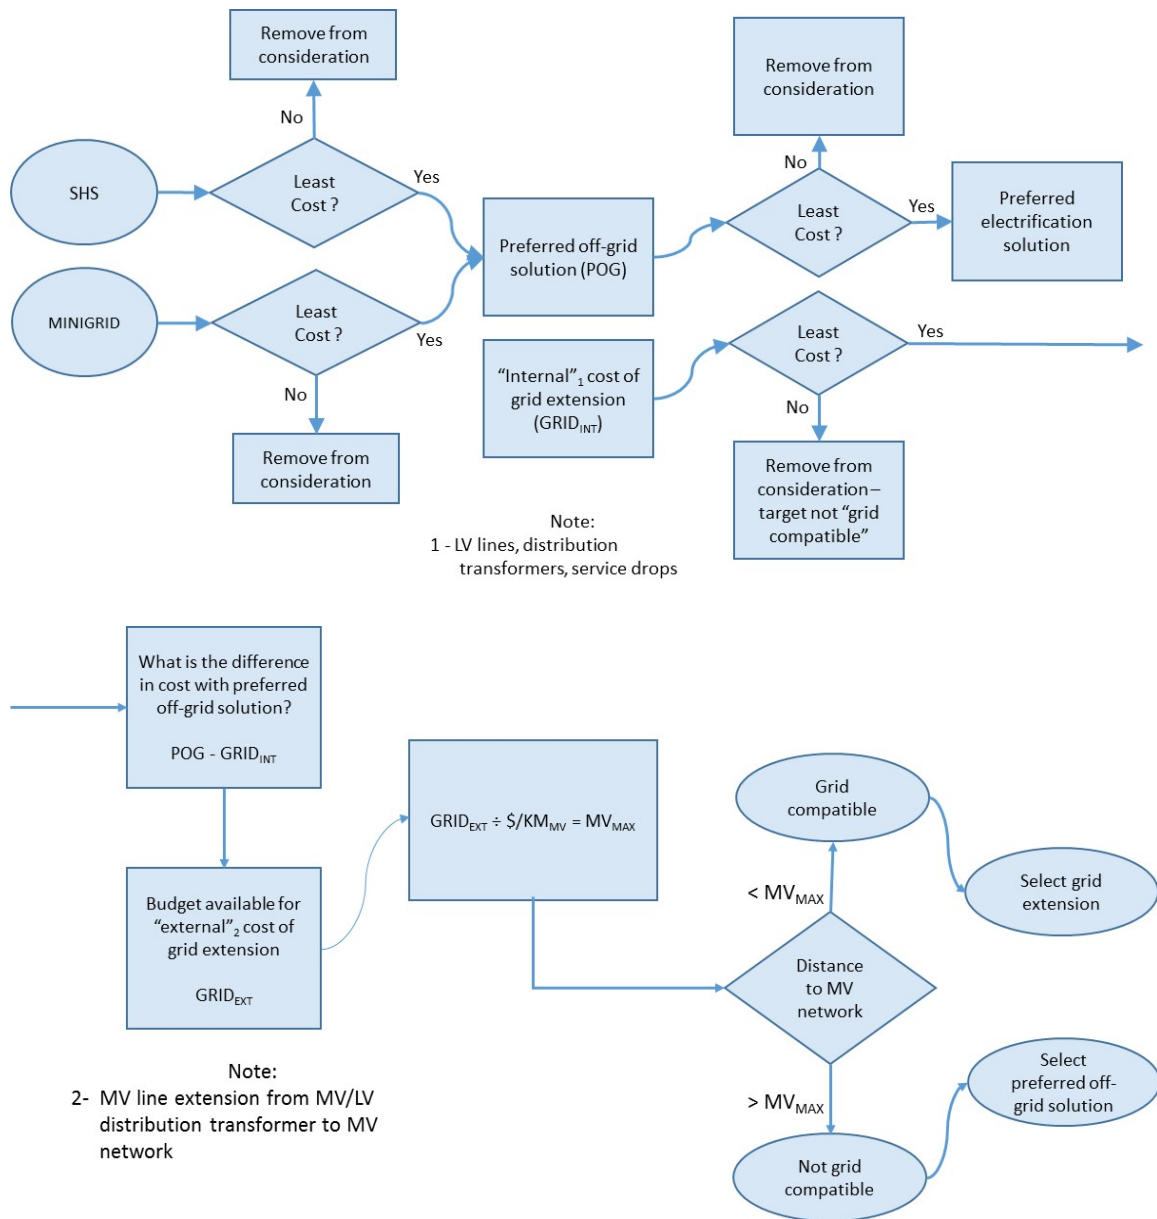 Remove from
consideration
No
SHS
Least
Cost ?
Yes
MINIGRID
Least
Cost ?
Yes
No
Remove from
consideration
Preferred off-grid
solution (POG)
Remove from
consideration
No
Least
Cost ?
Yes
Preferred
electrification
solution
“Internal”1 cost of
grid extension
(GRIDINT)
Least
Cost ?
Yes
No
Remove from
consideration–
target not “grid
compatible”
Note:
1 - LV lines, distribution
transformers, service drops
What is the difference
in cost with preferred
off-grid solution?
POG - GRIDINT
Budget available for
“external”2 cost of
grid extension
GRIDEXT
GRIDEXT ÷ $/KMMV = MVMAX
Grid
compatible
Select grid
extension
< MVMAX
Distance
to MV
network
> MVMAX
Select
preferred off-
grid solution
Not grid
compatible
Note:
2- MV line extension from MV/LV
distribution transformer to MV
network